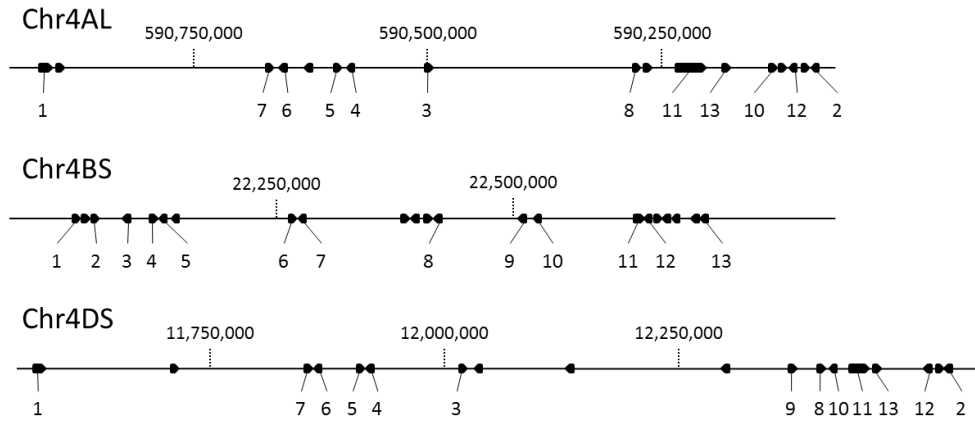 Chr4AL
590,750,000 590,500,000 590,250,000
1 7 6 5 4 3 8 11 13 10 12 2
Chr4BS
22,250,000 22,500,000
1 2 3 4 5 6 7 8 9 10 11 12 13
Chr4DS
11,750,000 12,000,000 12,250,000
1 7 6 5 4 3 9 8 10 11 13 12 2